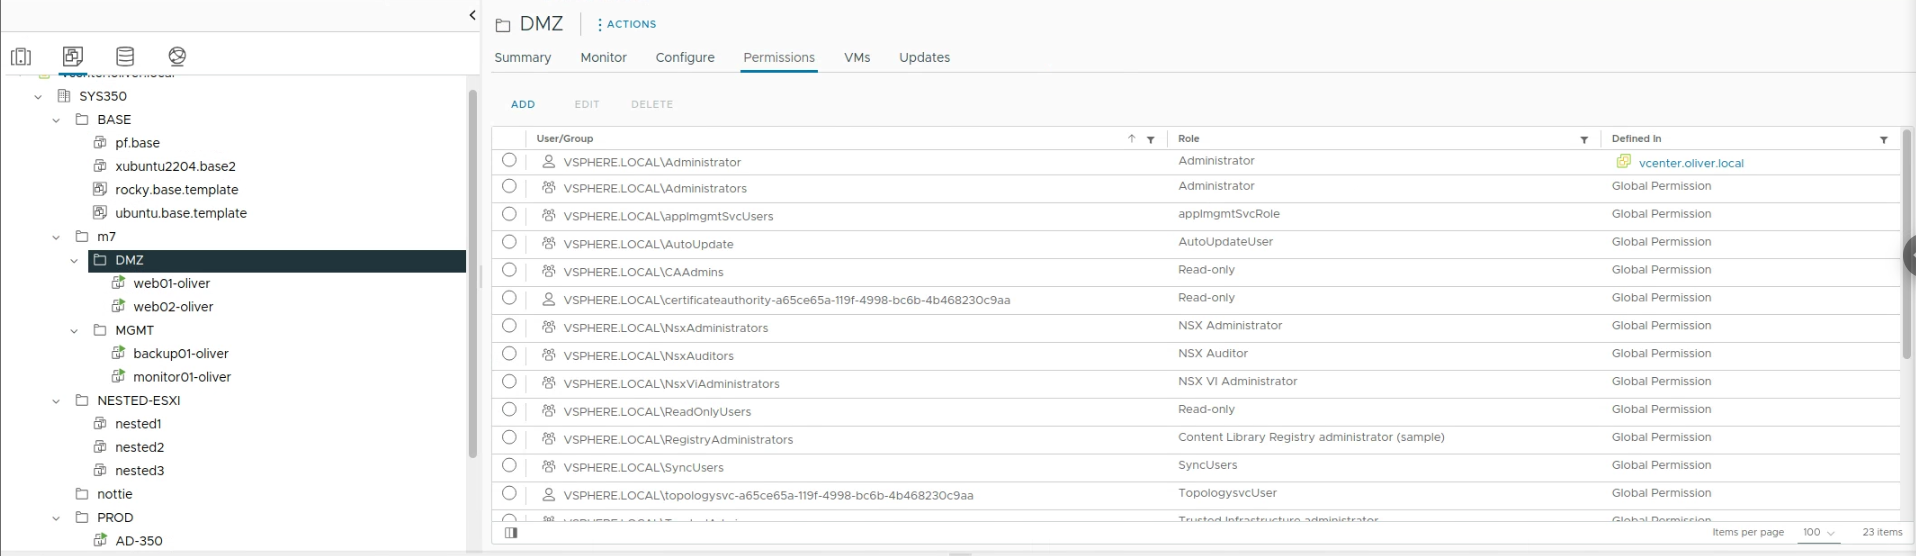 DMZ
ACTIONS
Summary Monitor Configure Permissions VMs Updates
SYS350
BASE
pf.base
xubuntu2204.base2
rocky.base.template
ubuntu.base.template
m7
DMZ
web01-oliver
web02-oliver
MGMT
backup01-oliver
monitor01-oliver
NESTED-ESXI
nested1
nested2
nested3
nottie
PROD
AD-350
ADD EDIT DELETE
User/Group Role Defined In
VSPHERE.LOCAL\Administrator Administrator vcenter.oliver.local
VSPHERE.LOCAL\Administrators Administrator Global Permission
VSPHERE.LOCAL\applmgmtSvcUsers applmgmtSvcRole Global Permission
VSPHERE.LOCAL\AutoUpdate AutoUpdateUser Global Permission
VSPHERE.LOCAL\CAAdmins Read-only Global Permission
VSPHERE.LOCAL\certificateauthority-a65ce65a-119f-4998-bc6b-4b468230c9aa Read-only Global Permission
VSPHERE.LOCAL\NsxAdministrators NSX Administrator Global Permission
VSPHERE.LOCAL\NsxAuditors NSX Auditor Global Permission
VSPHERE.LOCAL\NsxViAdministrators NSX VI Administrator Global Permission
VSPHERE.LOCAL\ReadOnlyUsers Read-only Global Permission
VSPHERE.LOCAL\RegistryAdministrators Content Library Registry administrator (sample) Global Permission
VSPHERE.LOCAL\SyncUsers SyncUsers Global Permission
VSPHERE.LOCAL\topologysvc-a65ce65a-119f-4998-bc6b-4b468230c9aa TopologysvcUser Global Permission
Trusted Infrastructure administrator Global Permission
Items per page 100 23 items